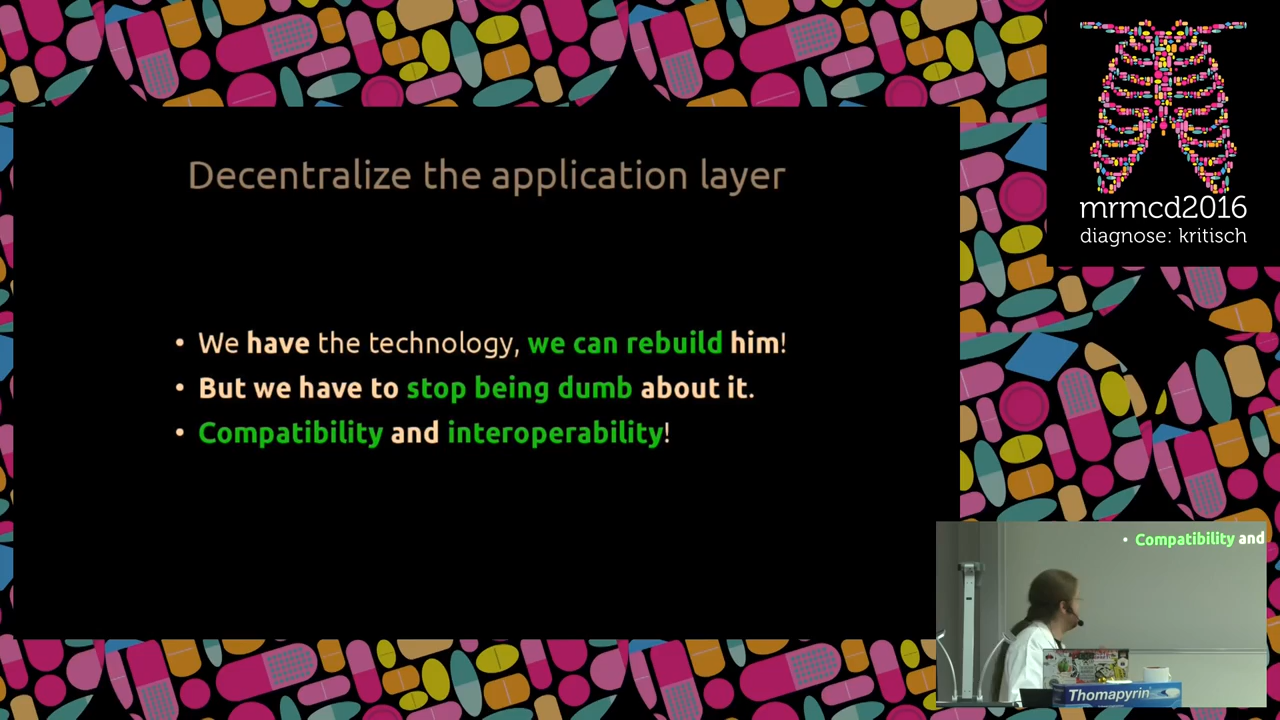 Decentralize the application layer
• We have the technology, we can rebuild him!
• But we have to stop being dumb about it.
• Compatibility and interoperability!
mrmcd2016
diagnose: kritisch
• Compatibility and
Thomapyrin